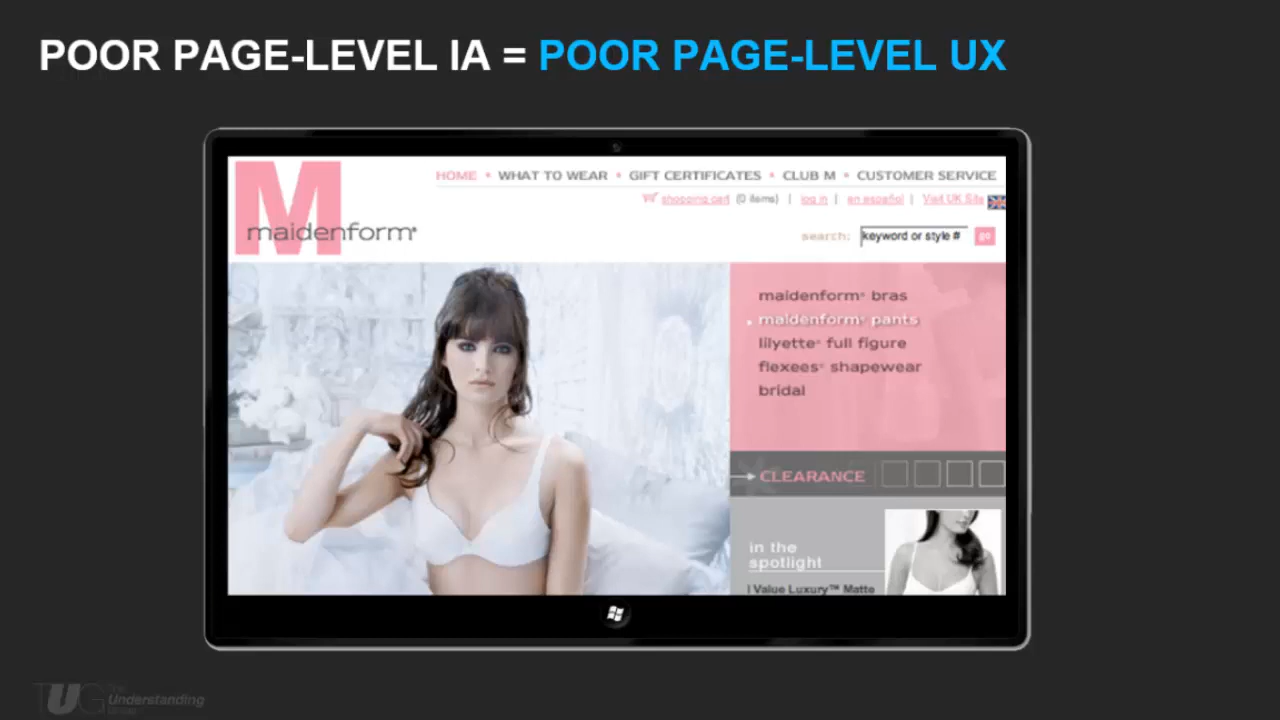 POOR PAGE-LEVEL IA = POOR PAGE-LEVEL UX
M
maidenform®
HOME • WHAT TO WEAR • GIFT CERTIFICATES • CLUB M • CUSTOMER SERVICE
shopping cart (0 items) | log in | en español | Visit UK Site
search: keyword or style # go
maidenform® bras
maidenform® pants
lilyette® full figure
flexees® shapewear
bridal
CLEARANCE
in the
spotlight
Value Luxury™ Matte
TUG
Understanding